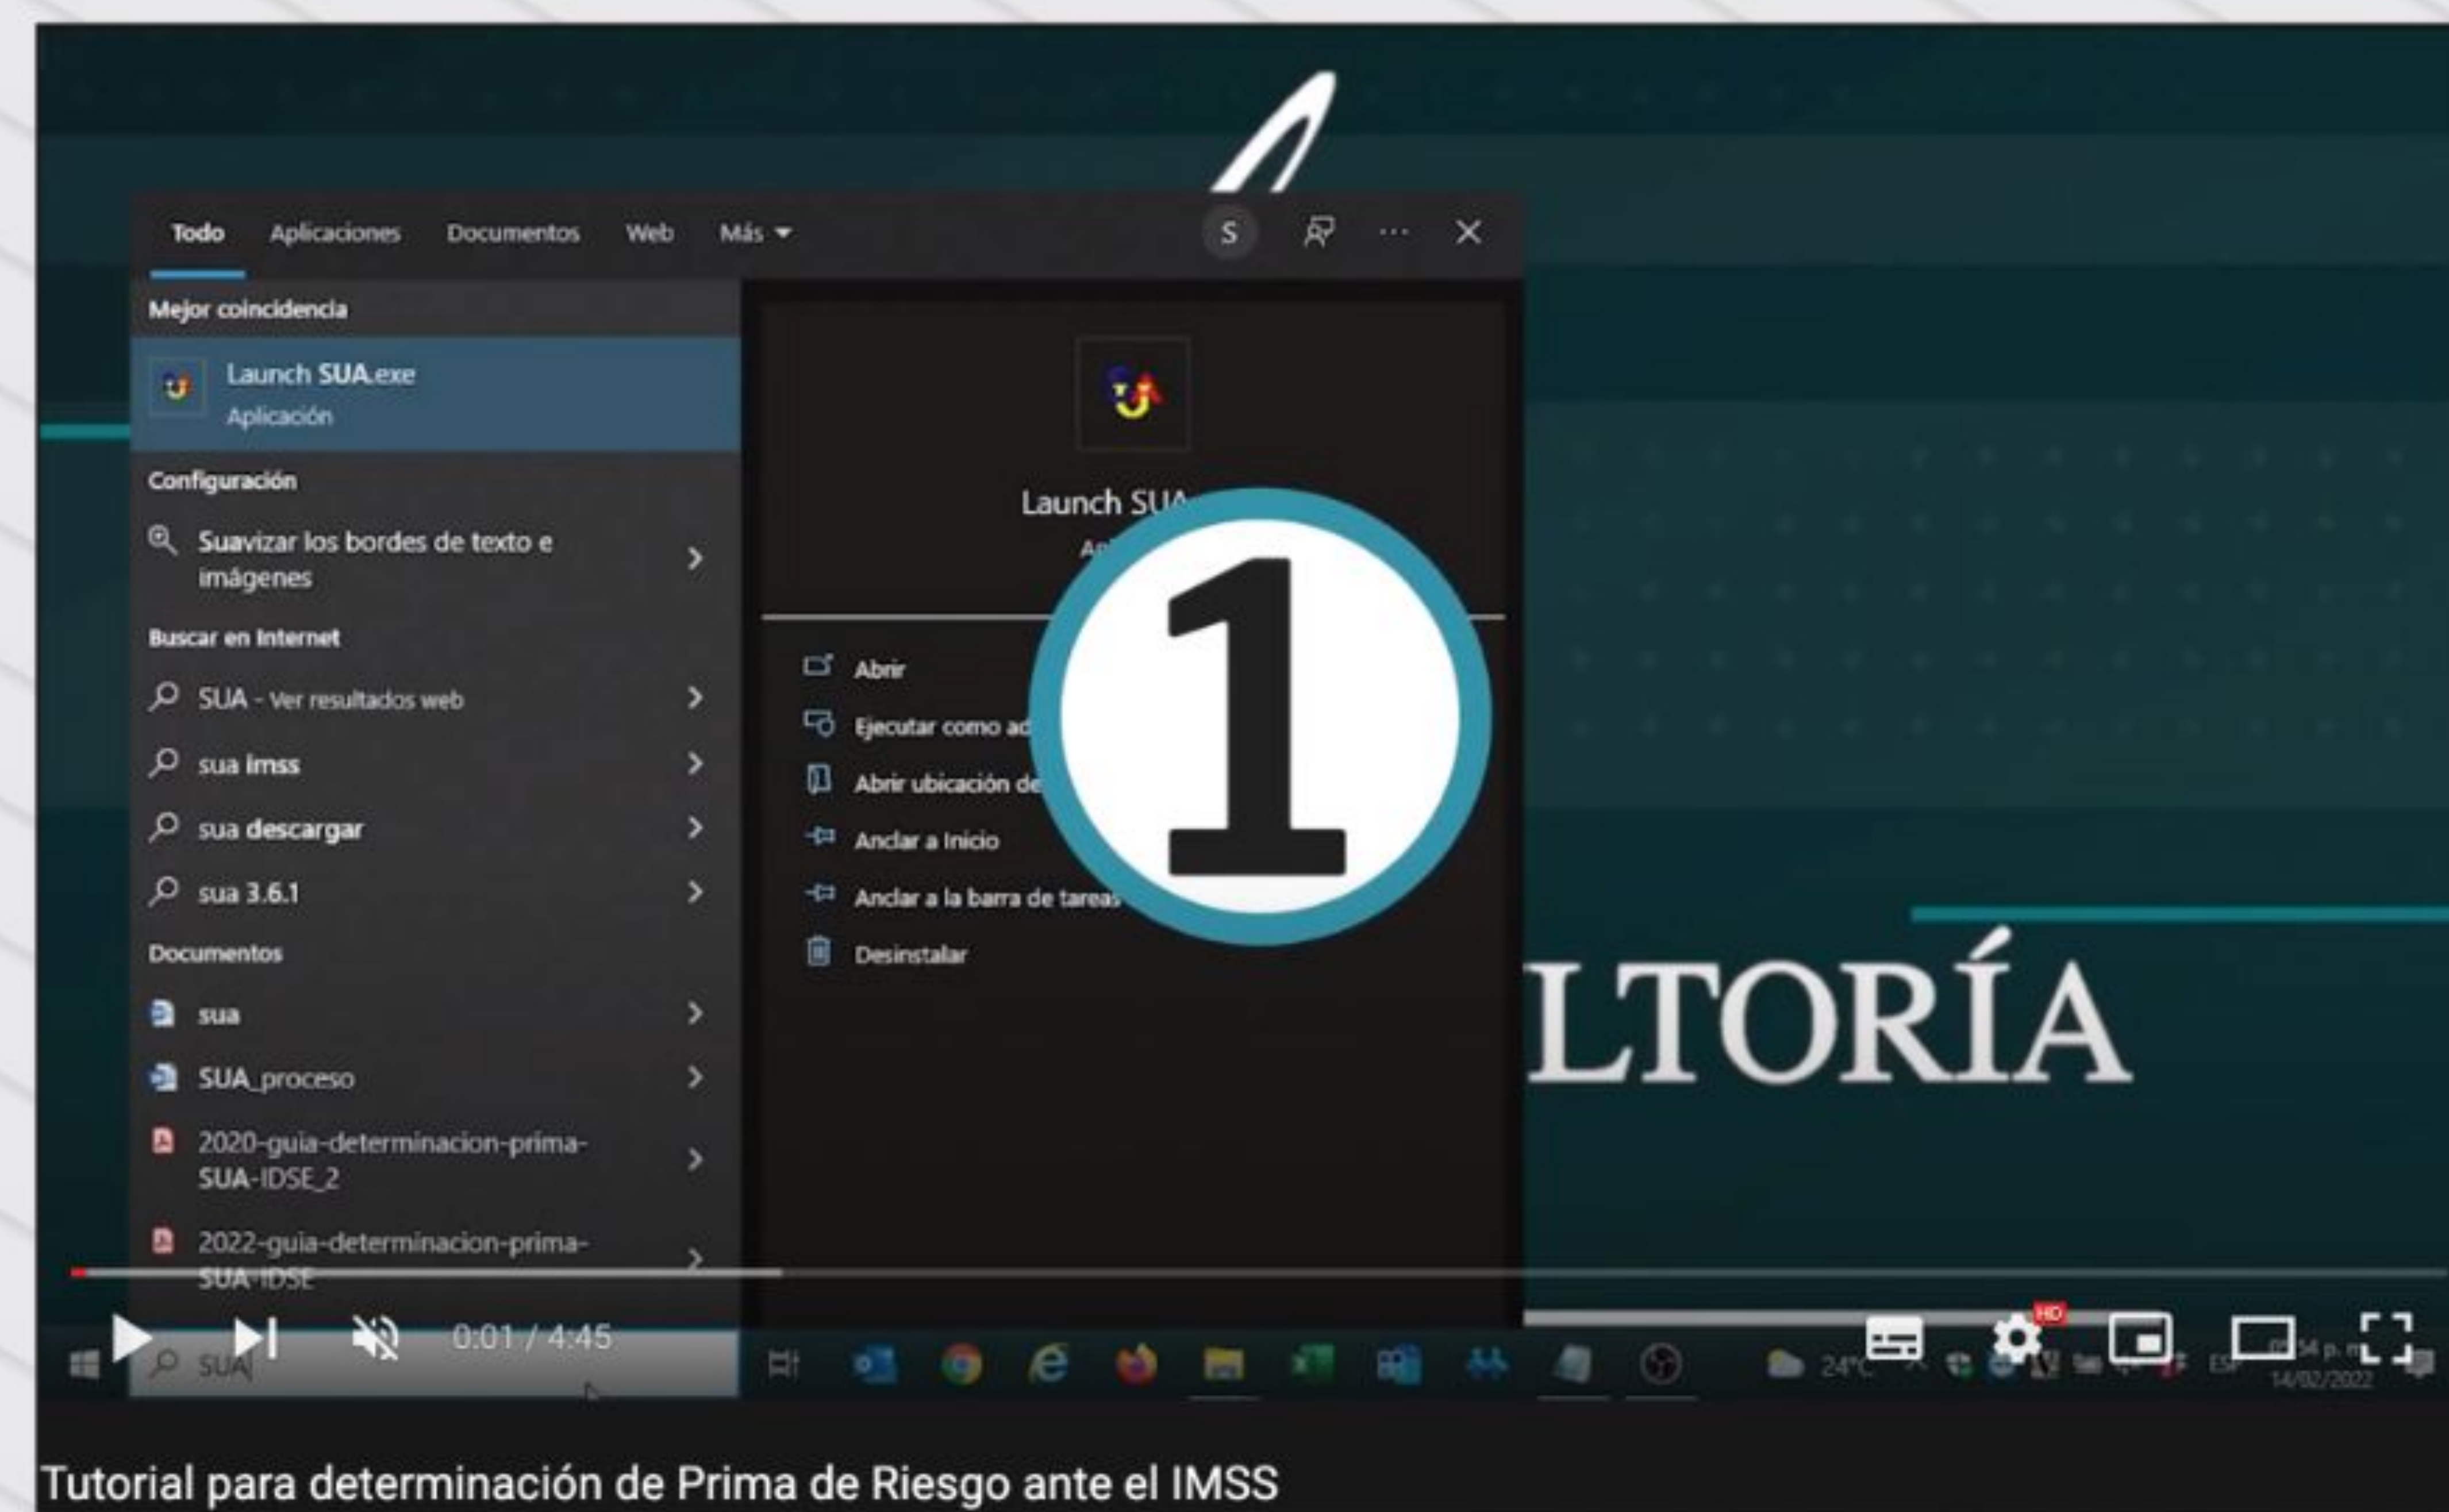 Todo Aplicaciones Documentos Web Más
S
Mejor coincidencia
Launch SUA.exe
Aplicación
Configuración
Suavizar los bordes de texto e
imágenes
Buscar en Internet
SUA - Ver resultados web
sua imss
sua descargar
sua 3.6.1
Documentos
sua
SUA_proceso
2020-guia-determinacion-prima-
SUA-IDSE_2
2022-guia-determinacion-prima-
SUA-IDSE
SUA
Launch SUA
Abrir
Ejecutar como ad
Abrir ubicación de
Anclar a Inicio
Anclar a la barra de tareas
Desinstalar
1
LTORÍA
0:01 / 4:45
SUA
HD
24°C
14/02/2022
Tutorial para determinación de Prima de Riesgo ante el IMSS